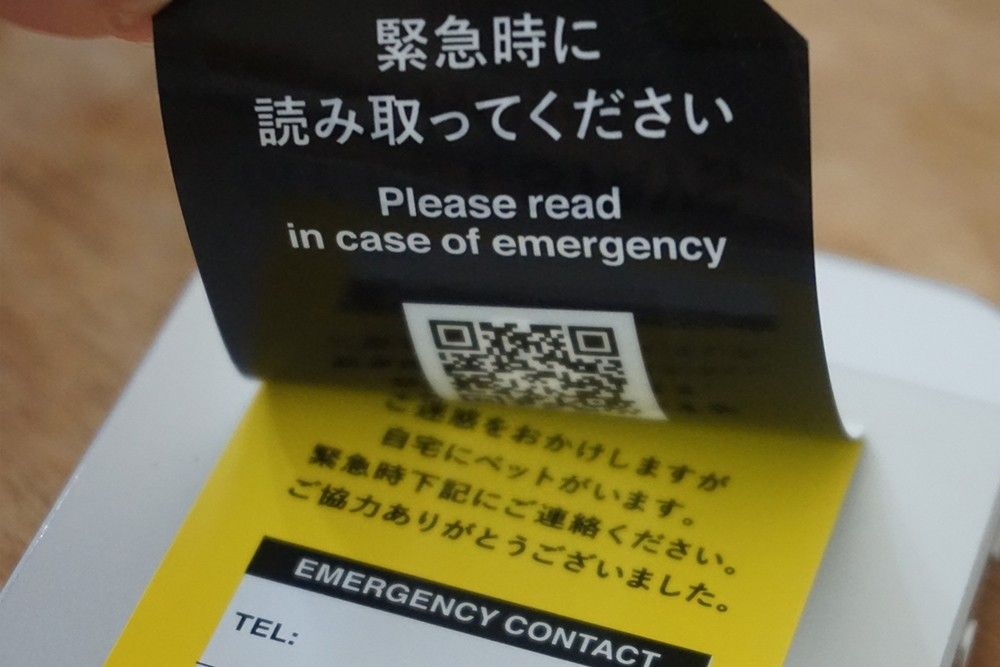 緊急時に
読み取ってください
Please read
in case of emergency
ご迷惑をおかけしますが
自宅にペットがいます。
緊急時下記にご連絡ください。
ご協力ありがとうございました。
EMERGENCY CONTACT
TEL: